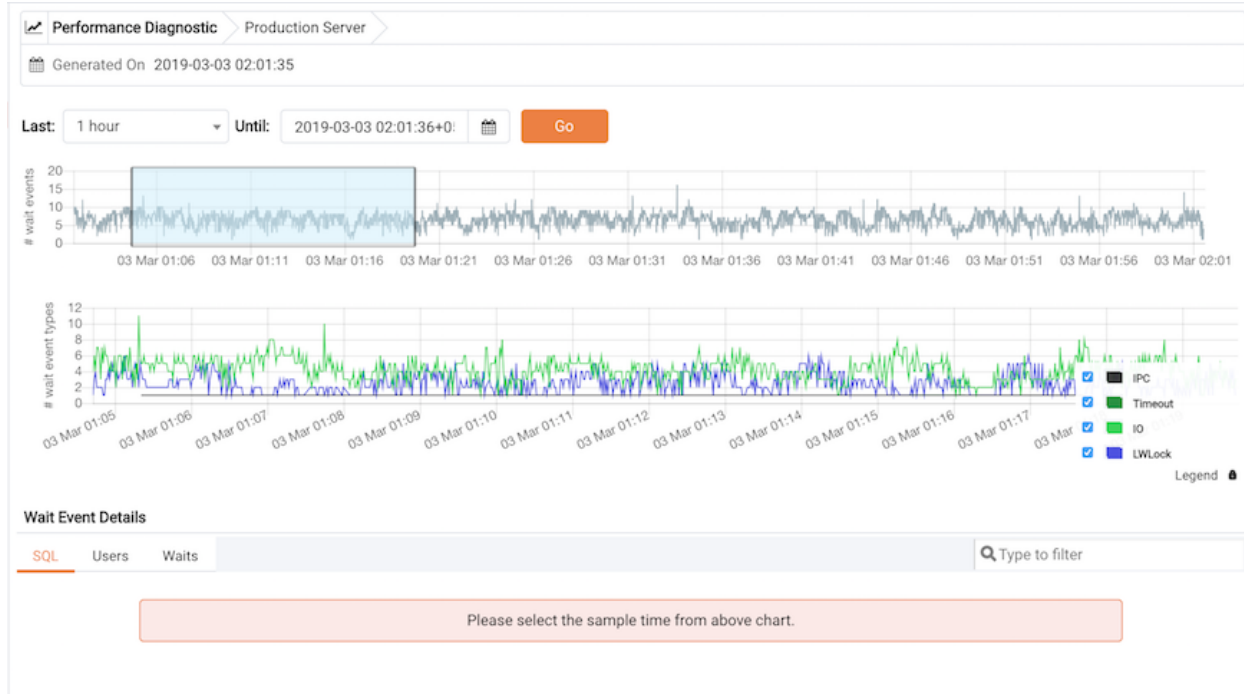 Performance Diagnostic Production Server
Generated On 2019-03-03 02:01:35
Last: 1 hour Until: 2019-03-03 02:01:36+0 Go
# wait events
20
15
10
5
0
03 Mar 01:06 03 Mar 01:11 03 Mar 01:16 03 Mar 01:21 03 Mar 01:26 03 Mar 01:31 03 Mar 01:36 03 Mar 01:41 03 Mar 01:46 03 Mar 01:51 03 Mar 01:56 03 Mar 02:01
# wait event types
12
10
8
6
4
2
0
03 Mar 01:05 03 Mar 01:06 03 Mar 01:07 03 Mar 01:08 03 Mar 01:09 03 Mar 01:10 03 Mar 01:11 03 Mar 01:12 03 Mar 01:13 03 Mar 01:14 03 Mar 01:15 03 Mar 01:16 03 Mar 01:17 03 Mar
IPC
Timeout
IO
LWLock
Legend
Wait Event Details
SQL Users Waits Type to filter
Please select the sample time from above chart.